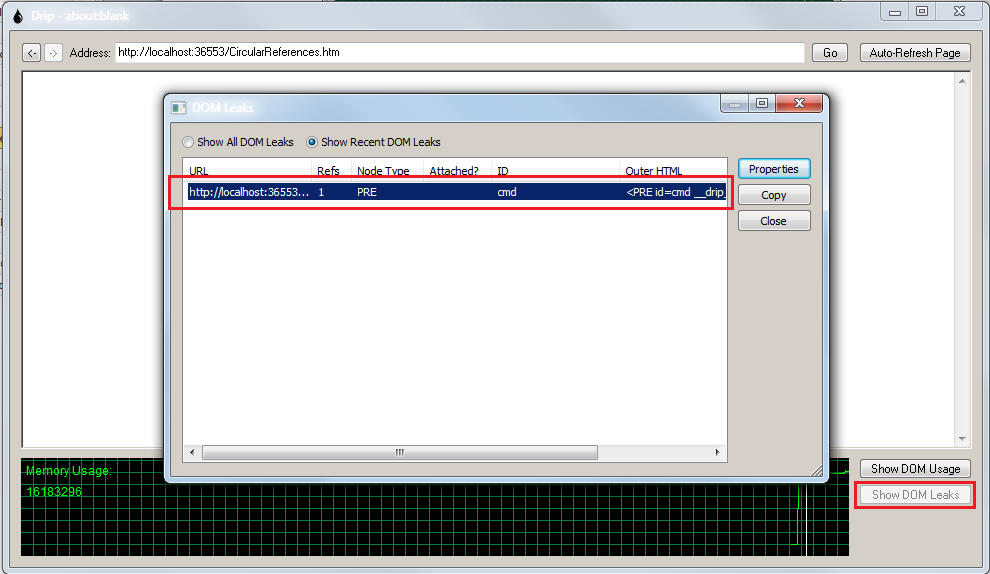 Drip - about:blank
<- -> Address: http://localhost:36553/CircularReferences.htm Go Auto-Refresh Page
DOM Leaks
Show All DOM Leaks Show Recent DOM Leaks
URL Refs Node Type Attached? ID Outer HTML
http://localhost:36553... 1 PRE cmd <PRE id=cmd __drip_
Properties
Copy
Close
Memory Usage:
16183296
Show DOM Usage
Show DOM Leaks